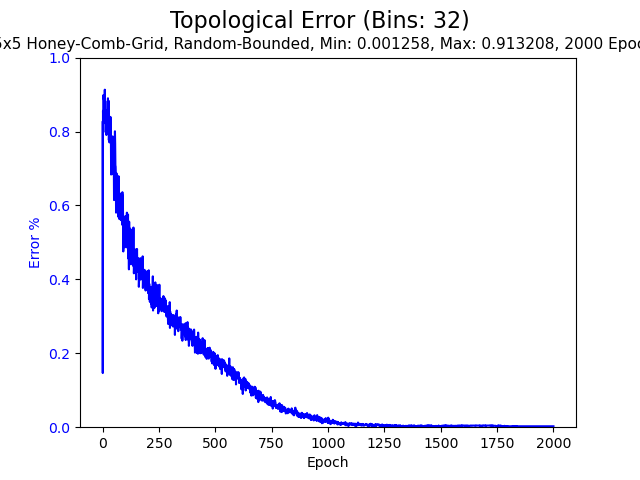 Topological Error (Bins: 32)
5x5 Honey-Comb-Grid, Random-Bounded, Min: 0.001258, Max: 0.913208, 2000
1.0
0.8
0.6
0.4
0.2
0.0
Error %
0 250 500 750 1000 1250 1500 1750 2000
Epoch